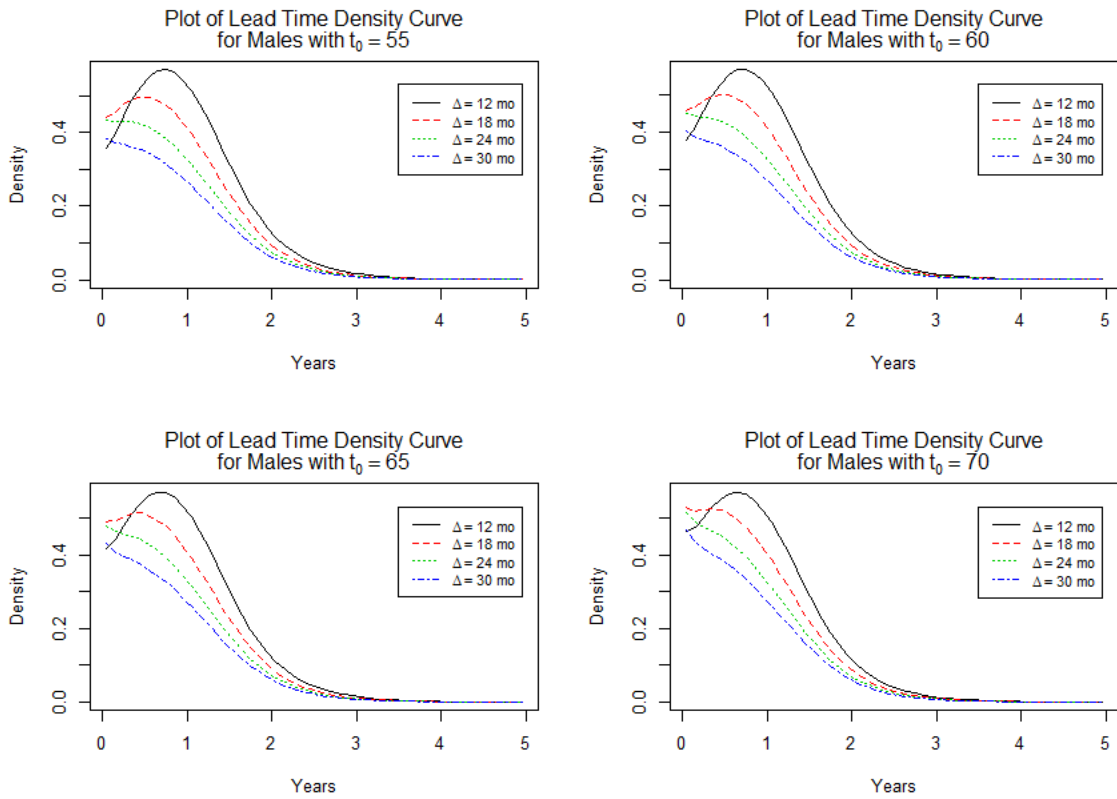 Plot of Lead Time Density Curve
for Males with t₀ = 55
Density
0.0
0.2
0.4
Δ = 12 mo
Δ = 18 mo
Δ = 24 mo
Δ = 30 mo
0 1 2 3 4 5
Years
Plot of Lead Time Density Curve
for Males with t₀ = 60
Density
0.0
0.2
0.4
Δ = 12 mo
Δ = 18 mo
Δ = 24 mo
Δ = 30 mo
0 1 2 3 4 5
Years
Plot of Lead Time Density Curve
for Males with t₀ = 65
Density
0.0
0.2
0.4
Δ = 12 mo
Δ = 18 mo
Δ = 24 mo
Δ = 30 mo
0 1 2 3 4 5
Years
Plot of Lead Time Density Curve
for Males with t₀ = 70
Density
0.0
0.2
0.4
Δ = 12 mo
Δ = 18 mo
Δ = 24 mo
Δ = 30 mo
0 1 2 3 4 5
Years